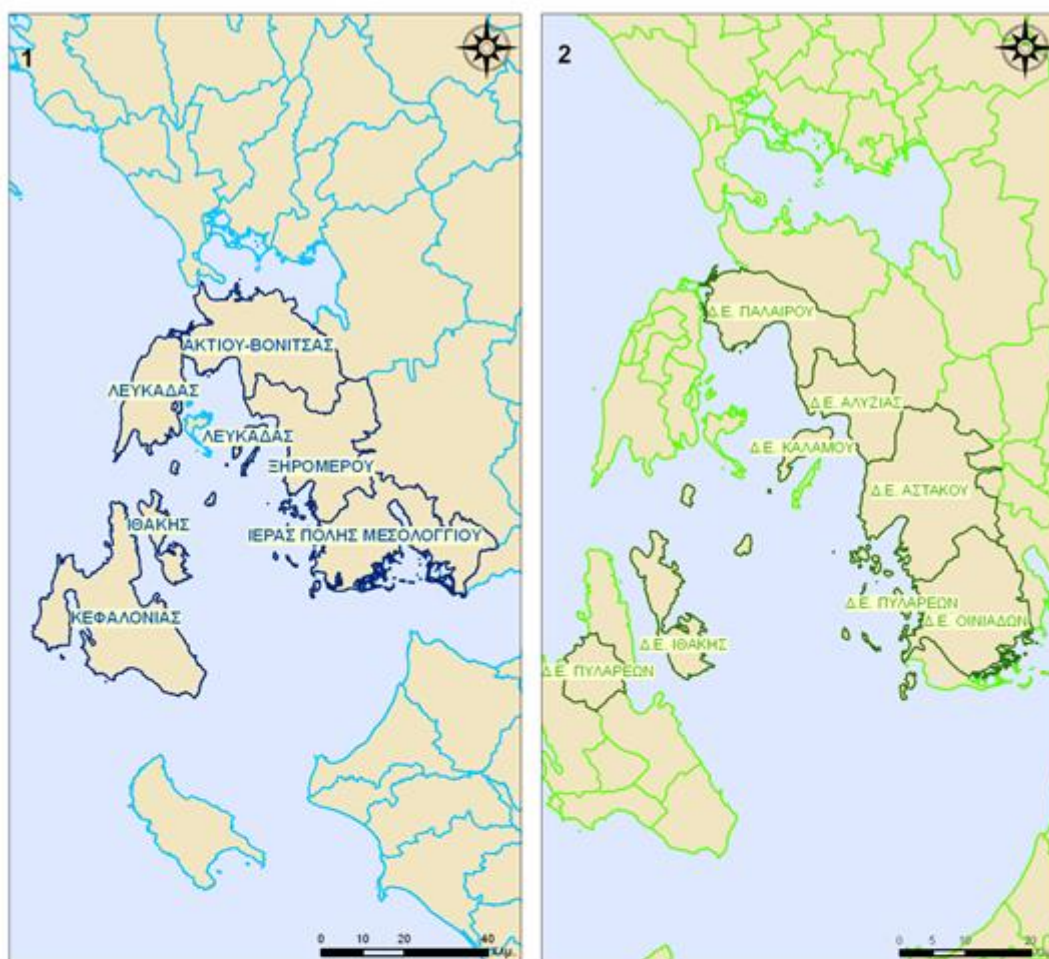 1
ΑΚΤΙΟΥ-ΒΟΝΙΤΣΑΣ
ΛΕΥΚΑΔΑΣ
ΛΕΥΚΑΔΑΣ
ΞΗΡΟΜΕΡΟΥ
ΙΘΑΚΗΣ
ΙΕΡΑΣ ΠΟΛΗΣ ΜΕΣΟΛΟΓΓΙΟΥ
ΚΕΦΑΛΟΝΙΑΣ
0 10 20 40
2
Δ.Ε. ΠΑΛΑΙΡΟΥ
Δ.Ε. ΑΛΥΖΙΑΣ
Δ.Ε. ΚΑΛΑΜΟΥ
Δ.Ε. ΑΣΤΑΚΟΥ
Δ.Ε. ΠΥΛΑΡΕΩΝ
Δ.Ε. ΟΙΝΙΑΔΩΝ
Δ.Ε. ΙΘΑΚΗΣ
Δ.Ε. ΠΥΛΑΡΕΩΝ
0 5 10 20